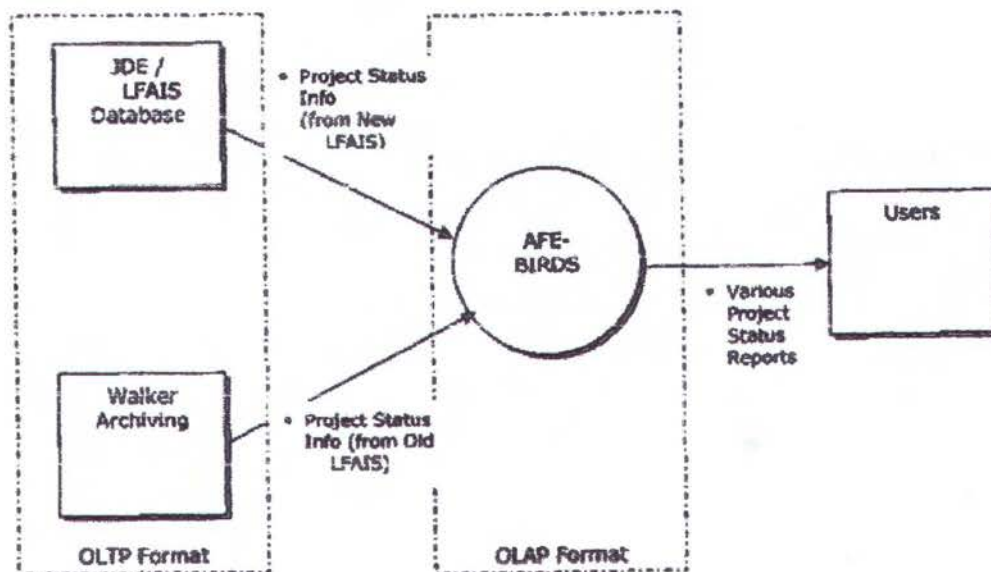 JDE /
LFAIS
Database
• Project Status
Info
(from New
LFAIS)
AFE-
BIRDS
Users
• Various
Project
Status
Reports
Walker
Archiving
• Project Status
Info (from Old
LFAIS)
OLTP Format
OLAP Format